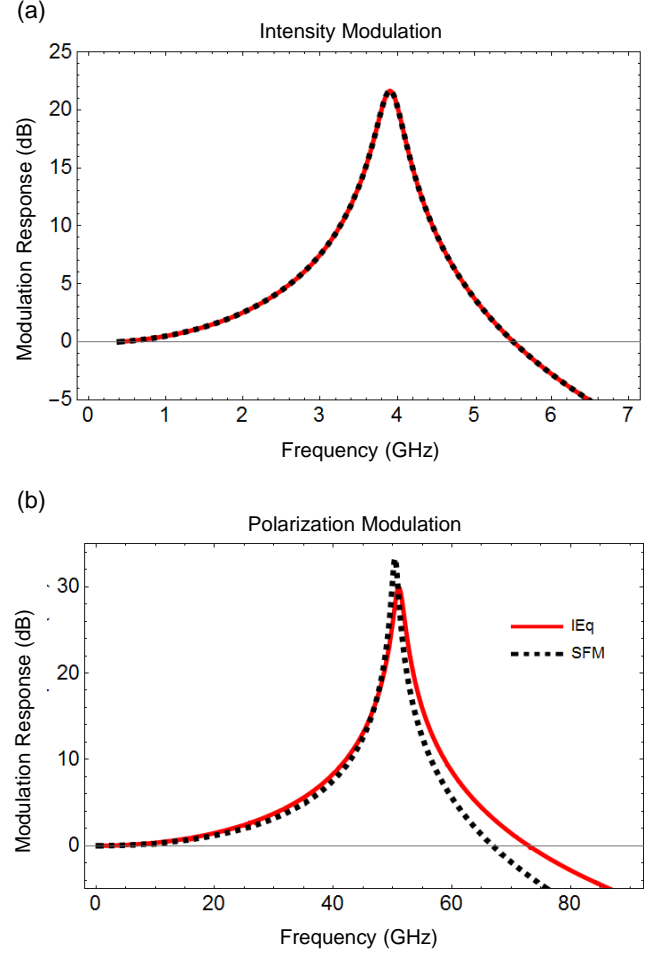 (a)
Intensity Modulation
Modulation Response (dB)
25
20
15
10
5
0
−5
0 1 2 3 4 5 6 7
Frequency (GHz)
(b)
Polarization Modulation
Modulation Response (dB)
30
20
10
0
IEq
SFM
0 20 40 60 80
Frequency (GHz)